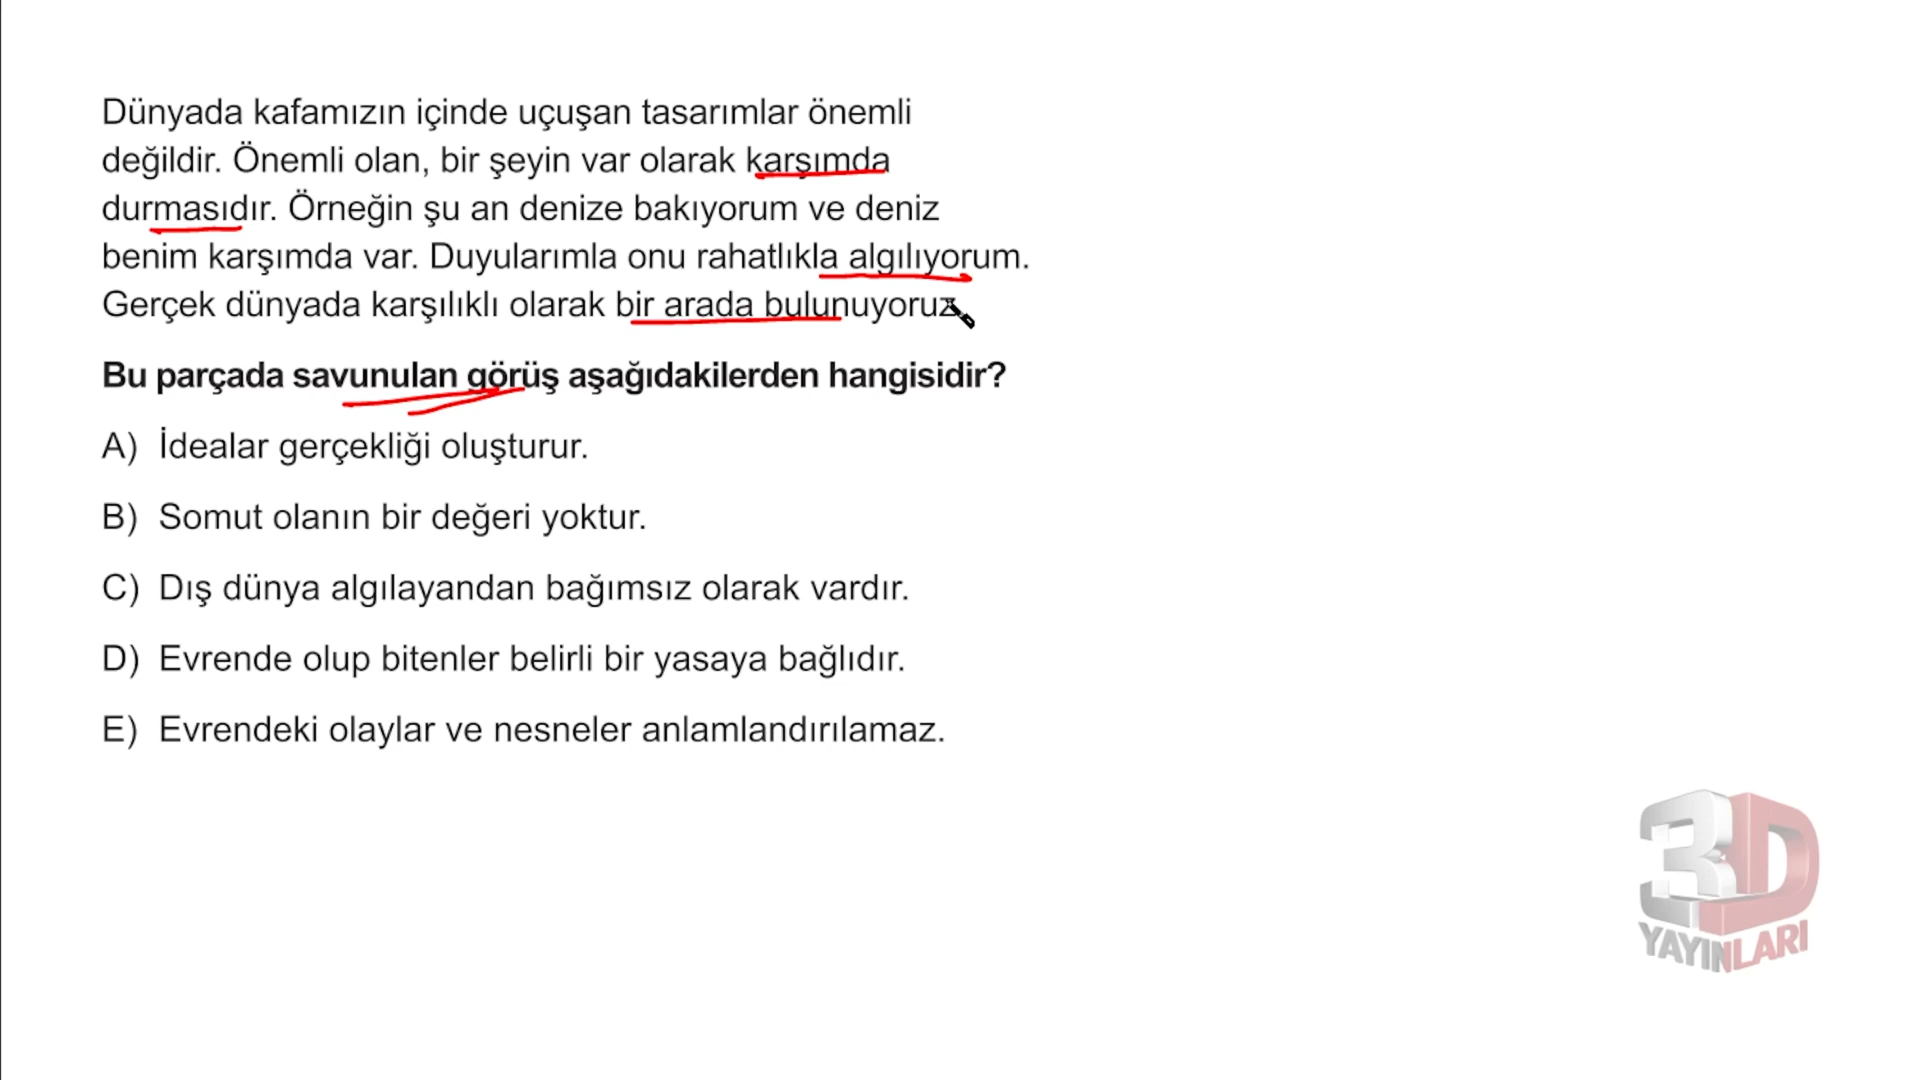 Dünyada kafamızın içinde uçuşan tasarımlar önemli
değildir. Önemli olan, bir şeyin var olarak karşımda
durmasıdır. Örneğin şu an denize bakıyorum ve deniz
benim karşımda var. Duyularımla onu rahatlıkla algılıyorum.
Gerçek dünyada karşılıklı olarak bir arada bulunuyoruz.
Bu parçada savunulan görüş aşağıdakilerden hangisidir?
A) İdealar gerçekliği oluşturur.
B) Somut olanın bir değeri yoktur.
C) Dış dünya algılayandan bağımsız olarak vardır.
D) Evrende olup bitenler belirli bir yasaya bağlıdır.
E) Evrendeki olaylar ve nesneler anlamlandırılamaz.
3D
YAYINLARI